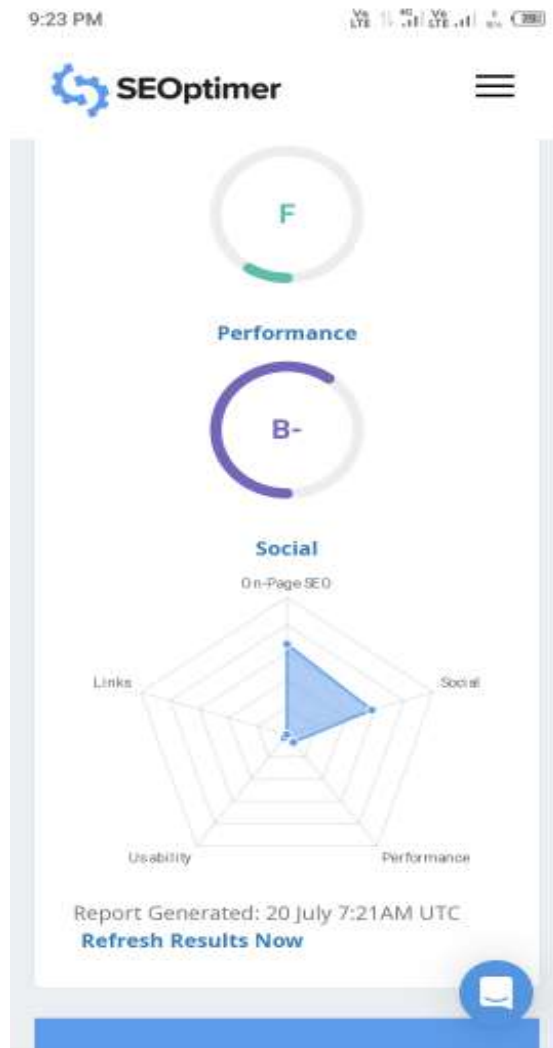 9:23 PM
SEOptimer
F
Performance
B-
Social
On-Page SEO
Links
Social
Usability
Performance
Report Generated: 20 July 7:21AM UTC
Refresh Results Now